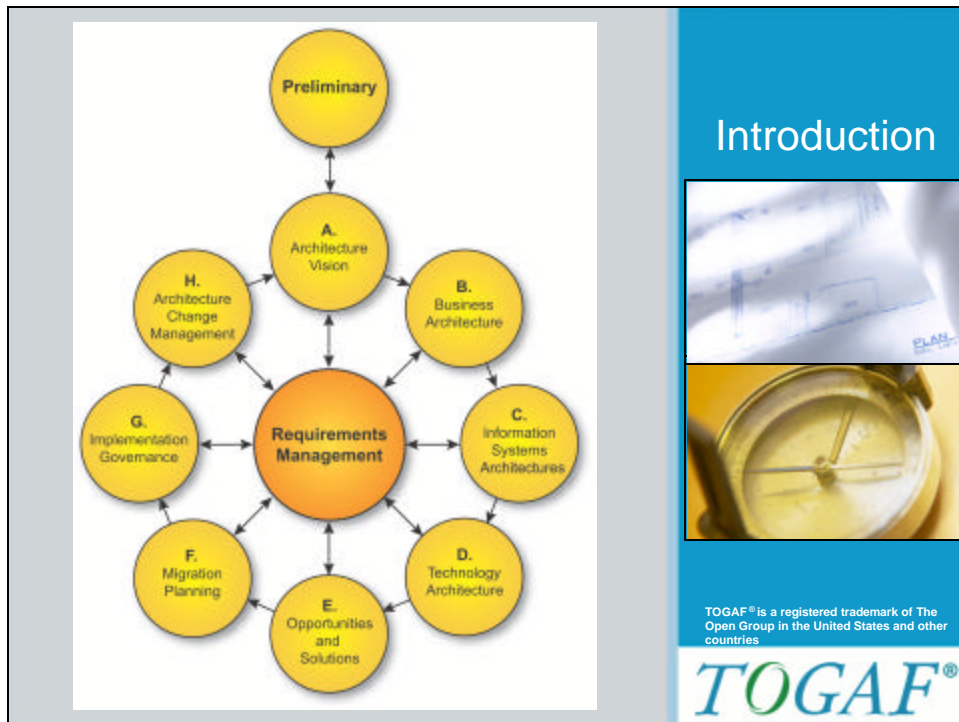 Preliminary
A.
Architecture
Vision
B.
Business
Architecture
C.
Information
Systems
Architectures
D.
Technology
Architecture
E.
Opportunities
and
Solutions
F.
Migration
Planning
G.
Implementation
Governance
H.
Architecture
Change
Management
Requirements
Management
Introduction
PLAN
TOGAF® is a registered trademark of The
Open Group in the United States and other
countries
TOGAF®